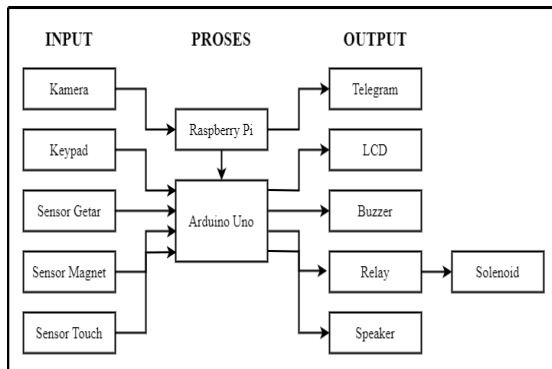 INPUT
PROSES
OUTPUT
Kamera
Telegram
Raspberry Pi
Keypad
LCD
Sensor Getar
Arduino Uno
Buzzer
Sensor Magnet
Relay
Solenoid
Sensor Touch
Speaker